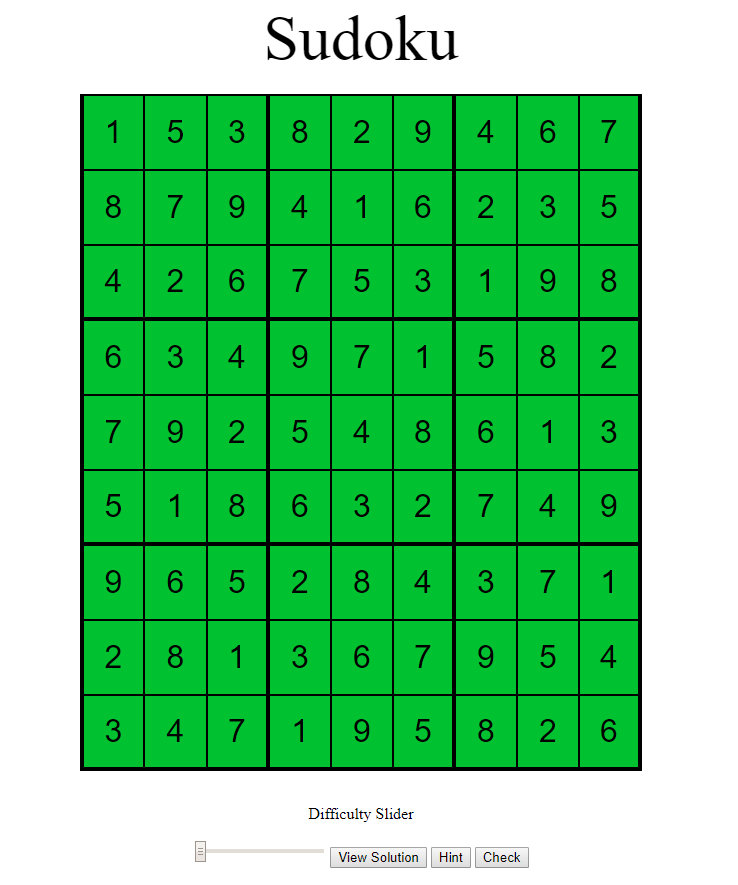 Sudoku
1 5 3 8 2 9 4 6 7
8 7 9 4 1 6 2 3 5
4 2 6 7 5 3 1 9 8
6 3 4 9 7 1 5 8 2
7 9 2 5 4 8 6 1 3
5 1 8 6 3 2 7 4 9
9 6 5 2 8 4 3 7 1
2 8 1 3 6 7 9 5 4
3 4 7 1 9 5 8 2 6
Difficulty Slider
View Solution Hint Check